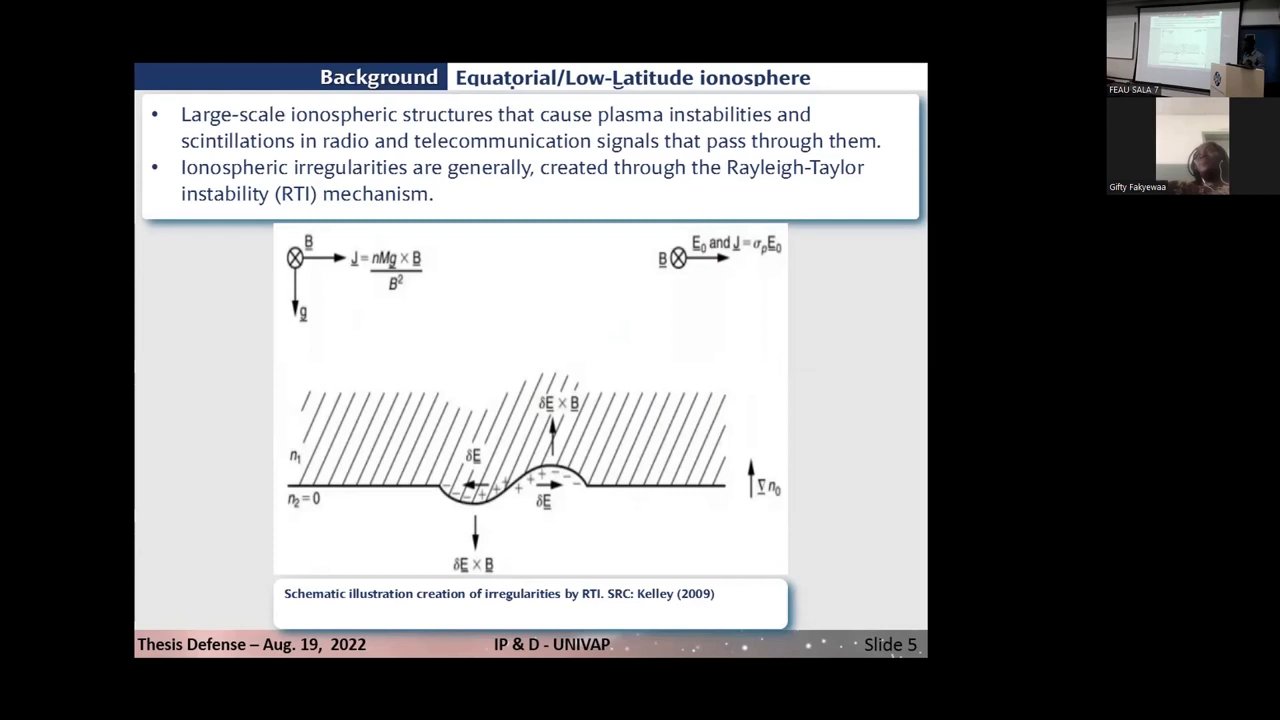 Background Equatorial/Low-Latitude ionosphere
• Large-scale ionospheric structures that cause plasma instabilities and
scintillations in radio and telecommunication signals that pass through them.
• Ionospheric irregularities are generally, created through the Rayleigh-Taylor
instability (RTI) mechanism.
B
J = nMg × B / B²
g
E₀ and J = σₚE₀
B
δE × B
n₁
δE
n₂ = 0
δE
∇n₀
δE × B
Schematic illustration creation of irregularities by RTI. SRC: Kelley (2009)
Thesis Defense – Aug. 19, 2022 IP & D - UNIVAP Slide 5
FEAU SALA 7
Gifty Fakyewaa